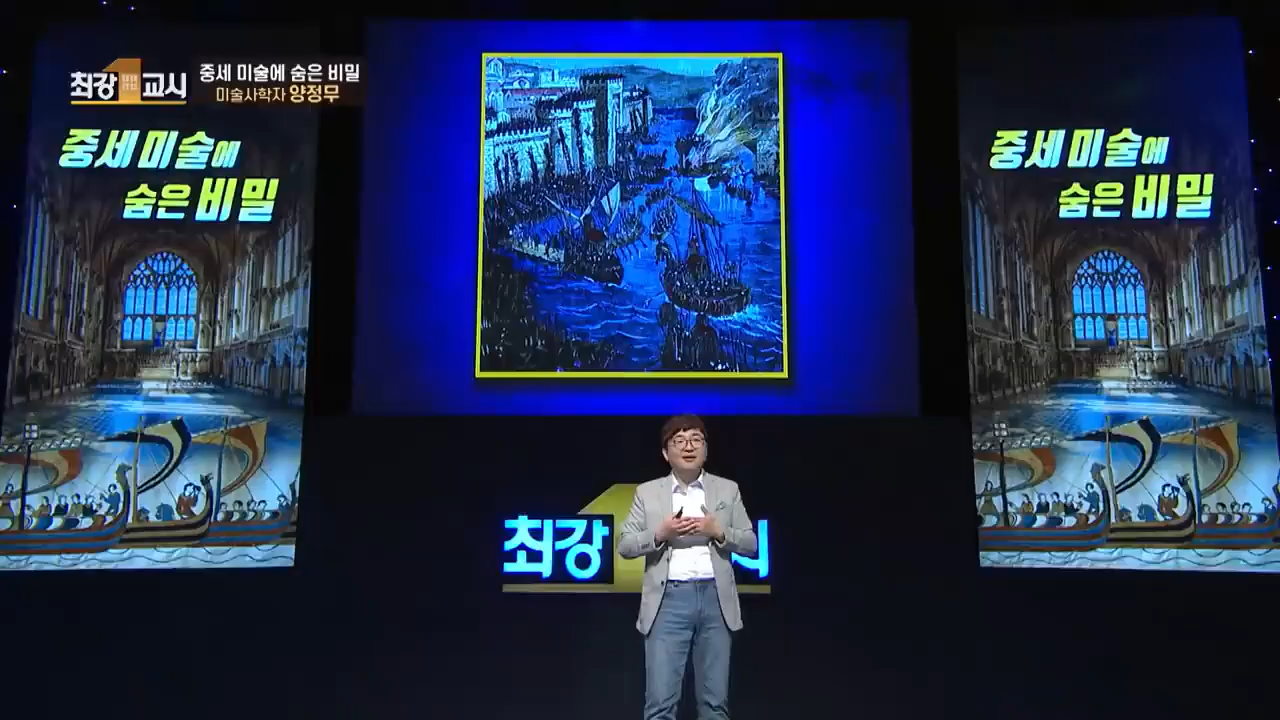 최강1교시
중세 미술에 숨은 비밀
미술사학자 양정무
중세 미술에
숨은 비밀
중세 미술에
숨은 비밀
최강
시